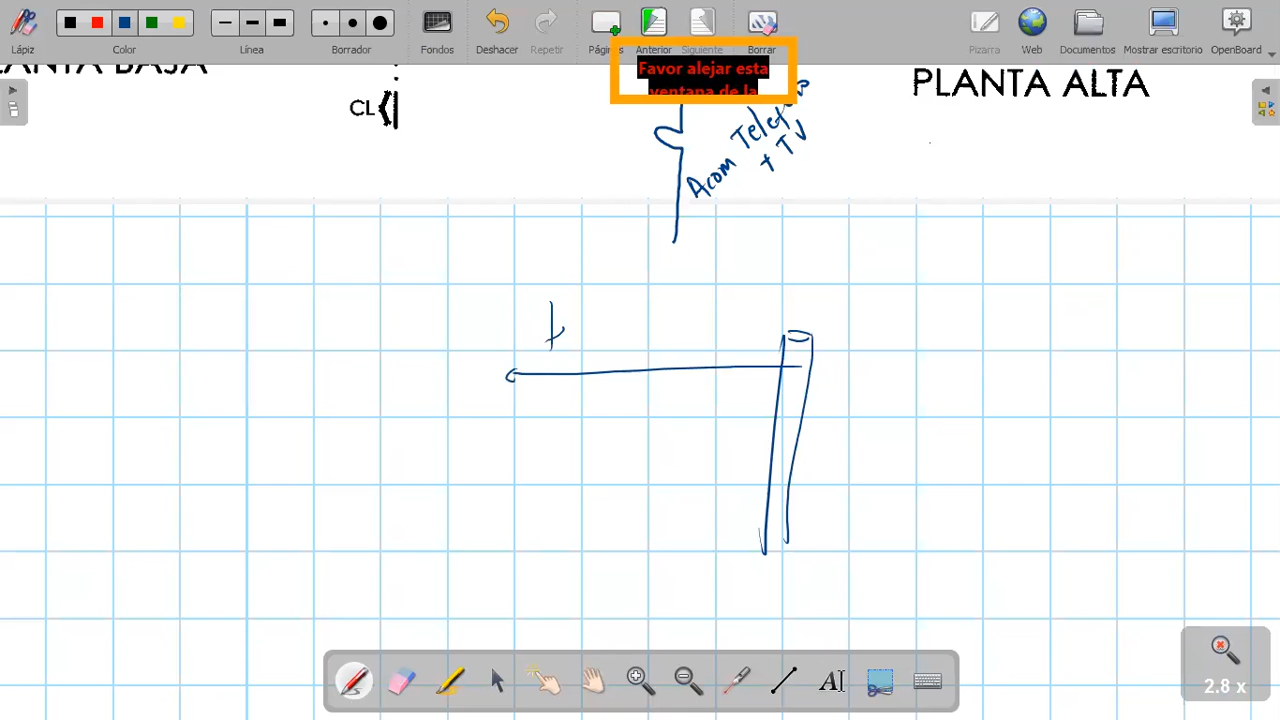 Lápiz
Color
Línea
Borrador
Fondos
Deshacer
Repetir
Anterior
Siguiente
Borrar
Pizarra
Web
Documentos
Mostrar escritorio
OpenBoard
Favor alejar esta
ventana de la
PLANTA ALTA
CL
Acom
+ TV
2.8 x